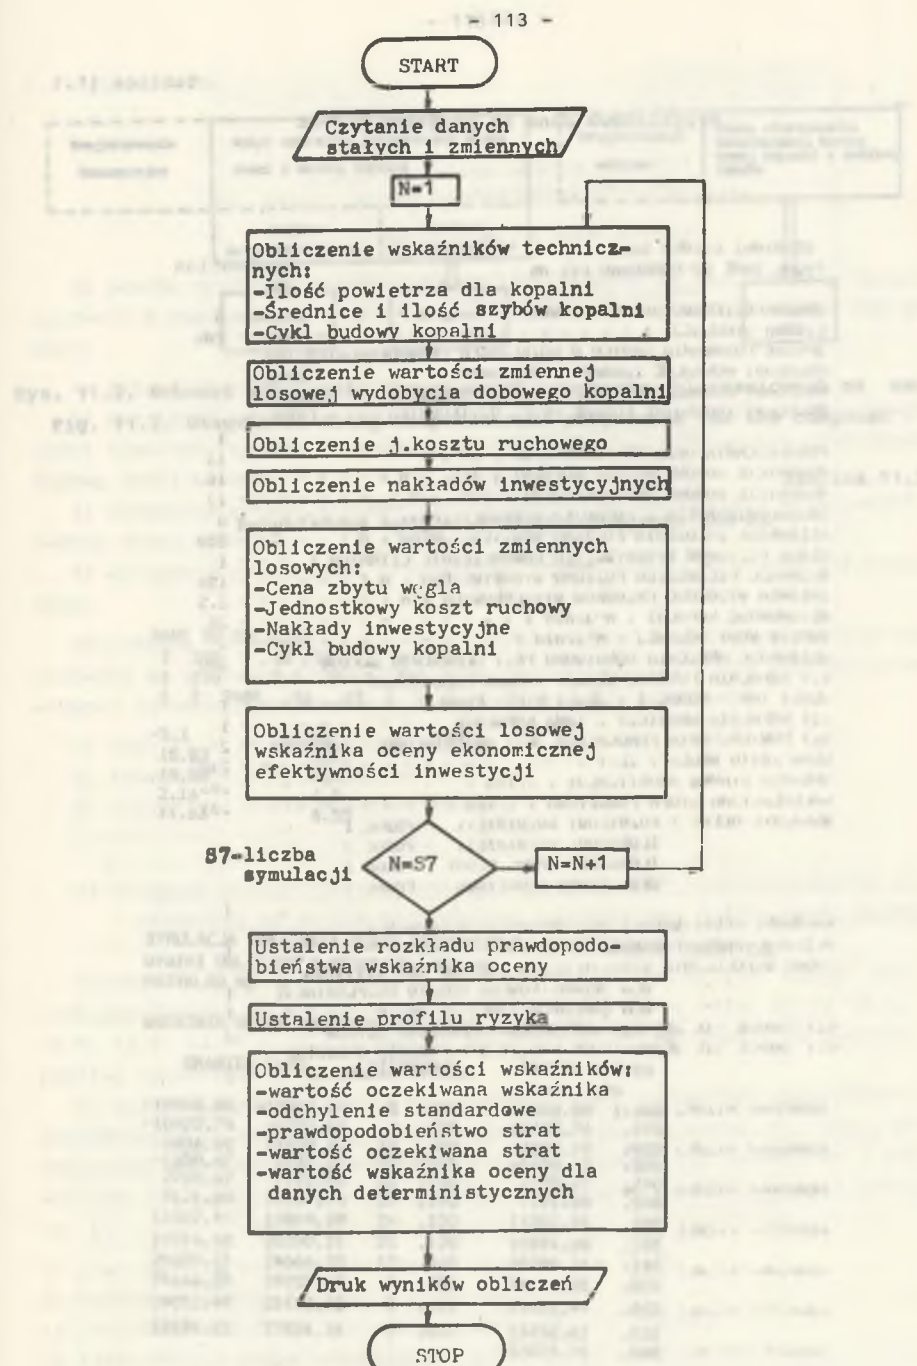 - 113 -
START
Czytanie danych
stałych i zmiennych
N=1
Obliczenie wskaźników technicz-
nych:
-Ilość powietrza dla kopalni
-Średnice i ilość szybów kopalni
-Cykl budowy kopalni
Obliczenie wartości zmiennej
losowej wydobycia dobowego kopalni
Obliczenie j.kosztu ruchowego
Obliczenie nakładów inwestycyjnych
Obliczenie wartości zmiennych
losowych:
-Cena zbytu węgla
-Jednostkowy koszt ruchowy
-Nakłady inwestycyjne
-Cykl budowy kopalni
Obliczenie wartości losowej
wskaźnika oceny ekonomicznej
efektywności inwestycji
S7-liczba
symulacji
N=S7
N=N+1
Ustalenie rozkładu prawdopodo-
bieństwa wskaźnika oceny
Ustalenie profilu ryzyka
Obliczenie wartości wskaźników:
-wartość oczekiwana wskaźnika
-odchylenie standardowe
-prawdopodobieństwo strat
-wartość oczekiwana strat
-wartość wskaźnika oceny dla
danych deterministycznych
Druk wyników obliczeń
STOP